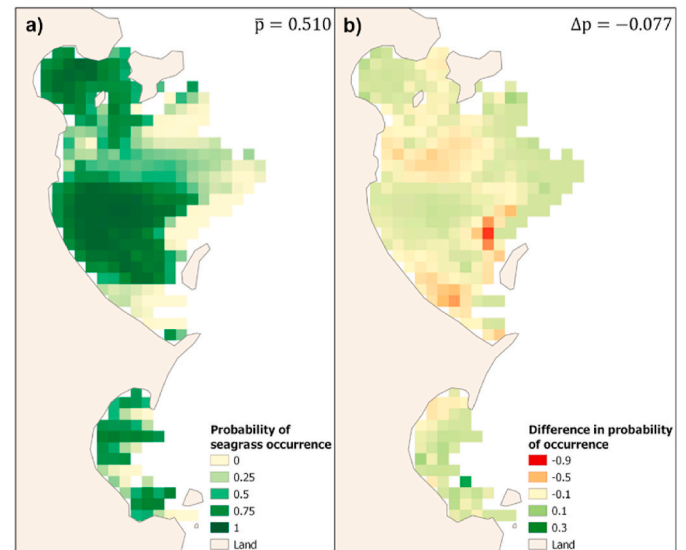 a)
p̅ = 0.510
b)
Δp = −0.077
Probability of
seagrass occurrence
0
0.25
0.5
0.75
1
Land
Difference in probability
of occurrence
-0.9
-0.5
-0.1
0.1
0.3
Land